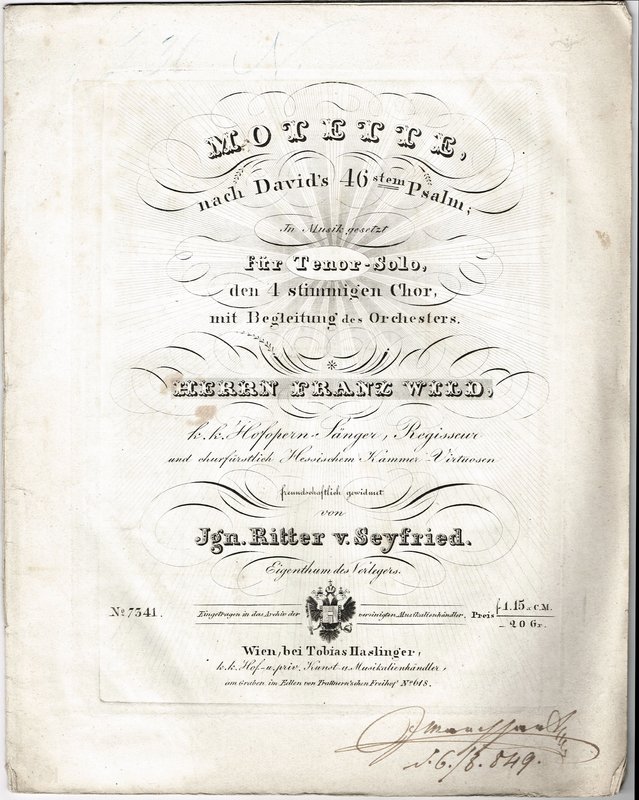 MOTETTE,
nach David's 46 stem Psalm;
In Musik gesetzt
für Tenor-Solo,
den 4 stimmigen Chor,
mit Begleitung des Orchesters.
*
HERRN FRANZ WILD,
k. k. Hofopern-Sänger, Regisseur
und churfürstlich Hessischem Kammer-Virtuosen
freundschaftlich gewidmet
von
Jgn. Ritter v. Seyfried.
Eigenthum des Verlegers.
No. 7341. Eingetragen in das Archiv der vereinigten Musikalienhändler. Preis f. 1.15 x C.M.
20 Gr.
Wien, bei Tobias Haslinger,
k.k. Hof- u. priv. Kunst- u. Musikalienhändler,
am Graben im Edlen von Trattnern'schen Freihof No. 618.